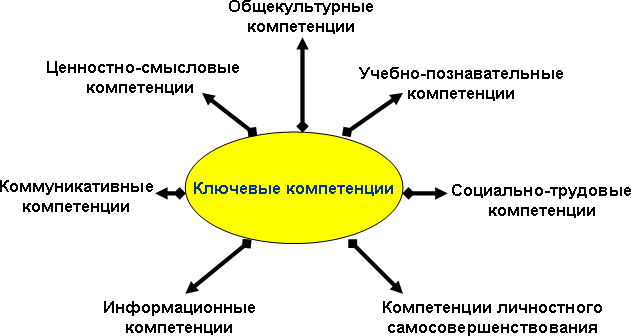 Общекультурные
компетенции
Ценностно-смысловые
компетенции
Учебно-познавательные
компетенции
Коммуникативные
компетенции
Ключевые компетенции
Социально-трудовые
компетенции
Информационные
компетенции
Компетенции личностного
самосовершенствования